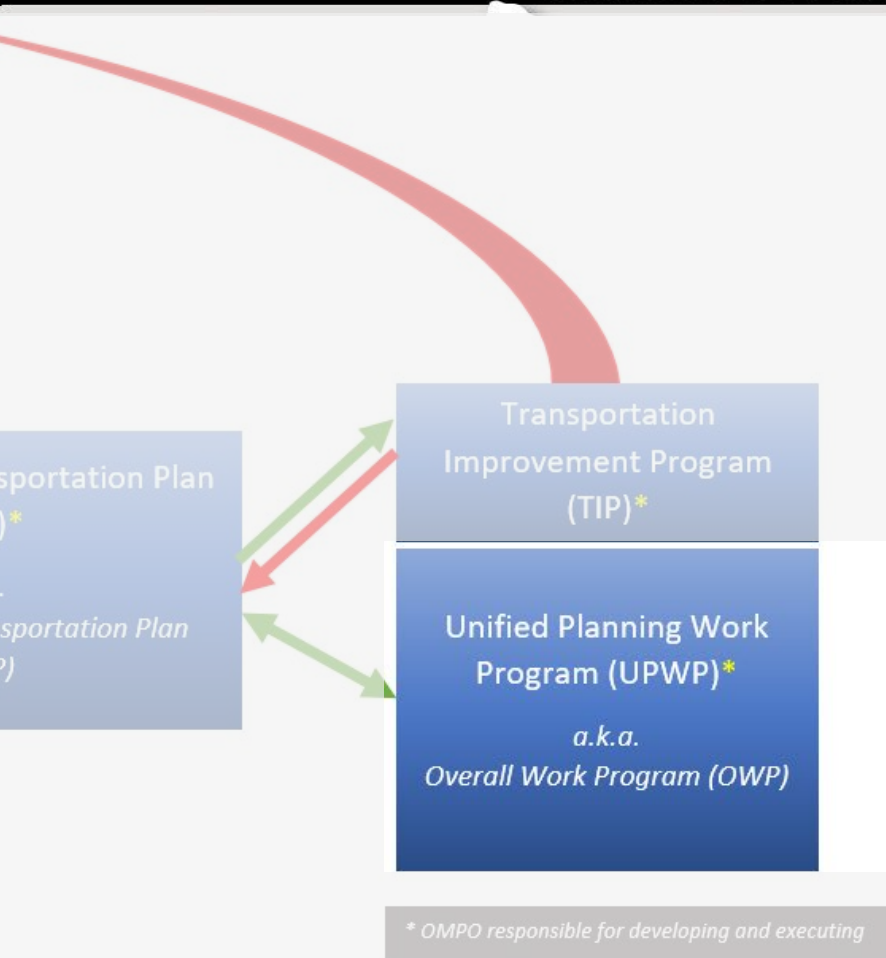 Transportation
Improvement Program
(TIP)*
sportation Plan
)*
sportation Plan
)
Unified Planning Work
Program (UPWP)*
a.k.a.
Overall Work Program (OWP)
* OMPO responsible for developing and executing